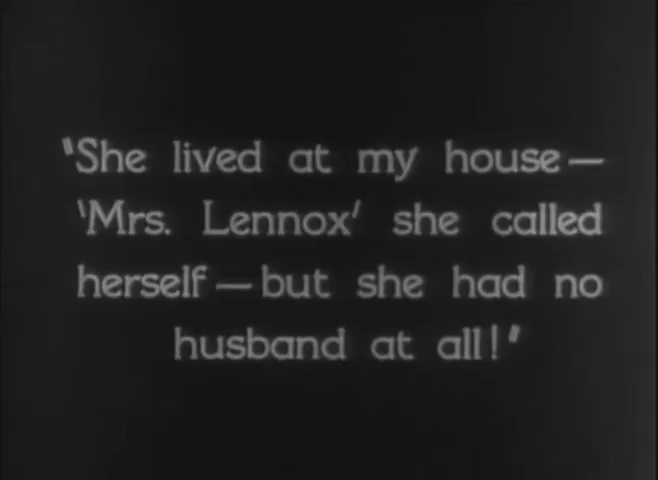 "She lived at my house—
'Mrs. Lennox' she called
herself—but she had no
husband at all!"